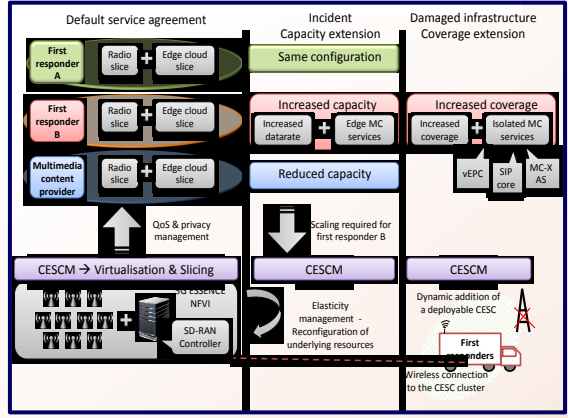 Default service agreement
Incident
Capacity extension
Damaged infrastructure
Coverage extension
First
responder
A
Radio
slice
Edge cloud
slice
Same configuration
First
responder
B
Radio
slice
Edge cloud
slice
Increased capacity
Increased
datarate
Edge MC
services
Increased coverage
Increased
coverage
Isolated MC
services
vEPC
SIP
core
MC-X
AS
Multimedia
content
provider
Radio
slice
Edge cloud
slice
Reduced capacity
QoS & privacy
management
Scaling required for
first responder B
CESCM → Virtualisation & Slicing
CESCM
CESCM
5G ESSENCE
NFVI
SD-RAN
Controller
Elasticity
management -
Reconfiguration of
underlying resources
Dynamic addition of
a deployable CESC
First
responders
Wireless connection
to the CESC cluster